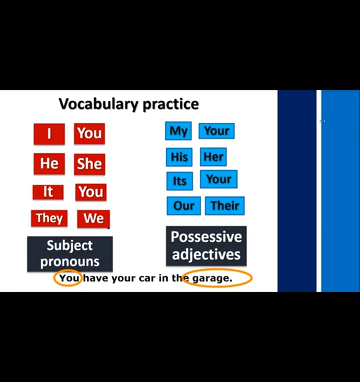 Vocabulary practice
I You
My Your
He She
His Her
It You
Its Your
They We
Our Their
Subject
pronouns
Possessive
adjectives
You have your car in the garage.